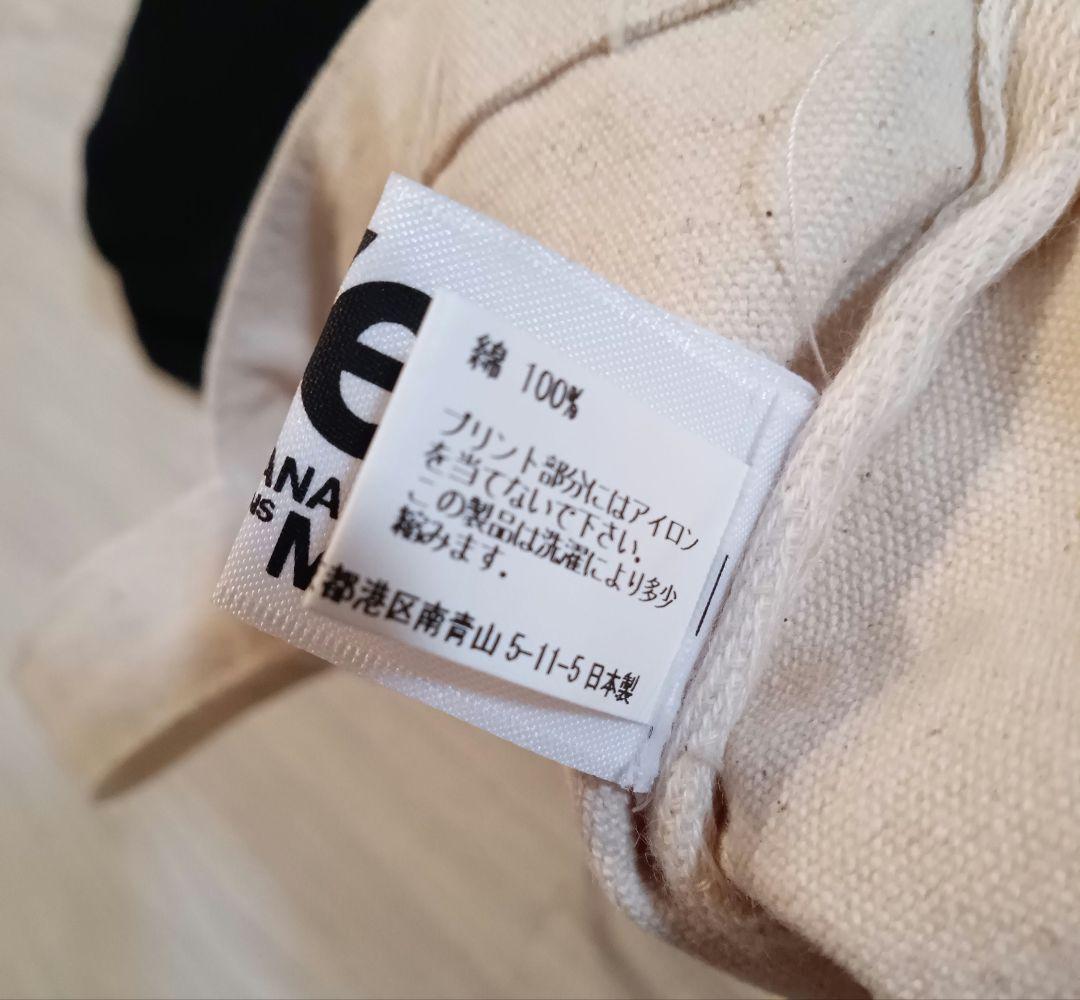 e
ANA
NS
M
綿 100%
プリント部分にはアイロン
を当てないで下さい.
この製品は洗濯により多少
縮みます.
都港区南青山 5-11-5 日本製